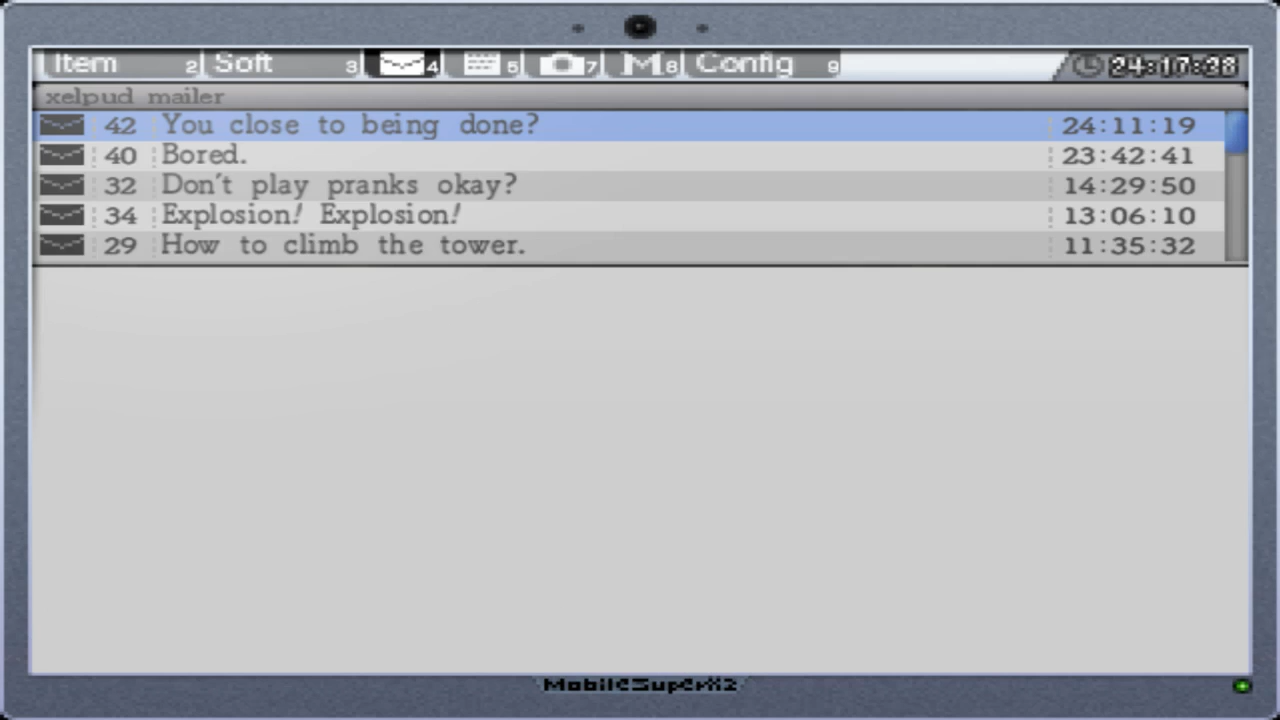 Item 2 Soft 3 4 5 7 M 8 Config 9 24:17:28
xelpud mailer
42 You close to being done? 24:11:19
40 Bored. 23:42:41
32 Don't play pranks okay? 14:29:50
34 Explosion! Explosion! 13:06:10
29 How to climb the tower. 11:35:32
MobileSuperX2